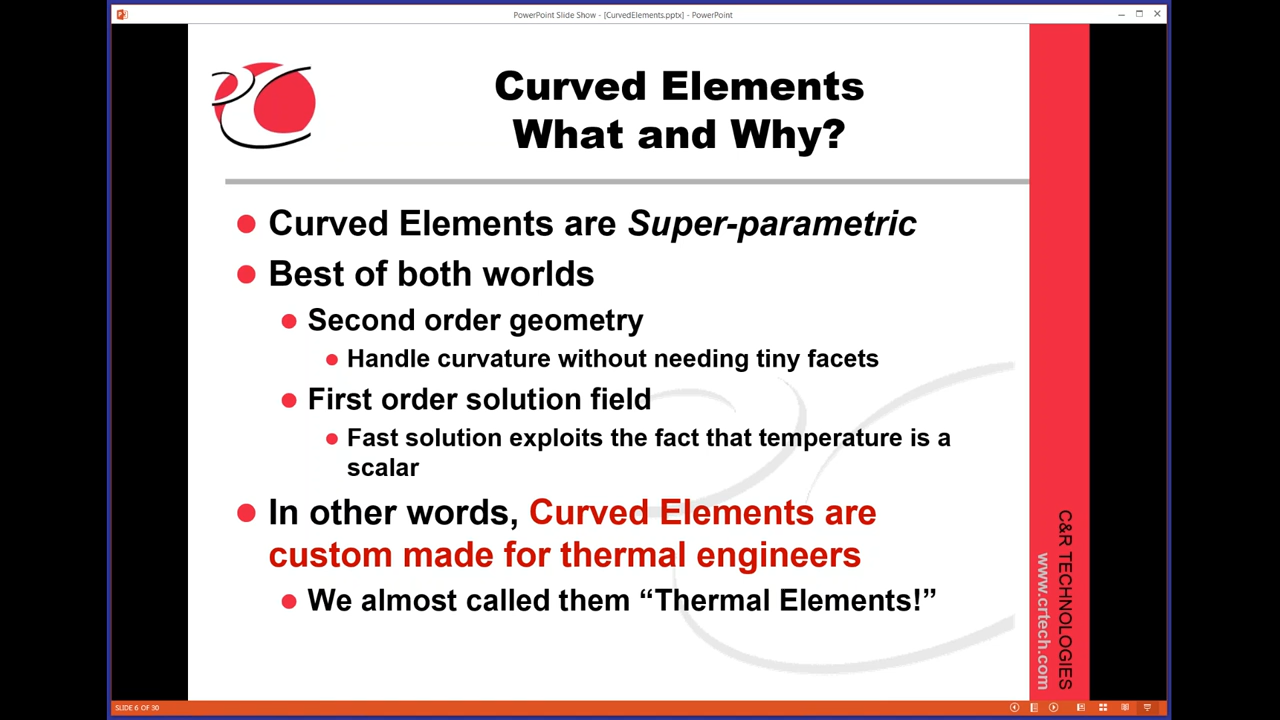 PowerPoint Slide Show - [CurvedElements.pptx] - PowerPoint
Curved Elements
What and Why?
Curved Elements are Super-parametric
Best of both worlds
Second order geometry
Handle curvature without needing tiny facets
First order solution field
Fast solution exploits the fact that temperature is a
scalar
In other words, Curved Elements are
custom made for thermal engineers
We almost called them “Thermal Elements!”
C&R TECHNOLOGIES
www.crtech.com
SLIDE 6 OF 30